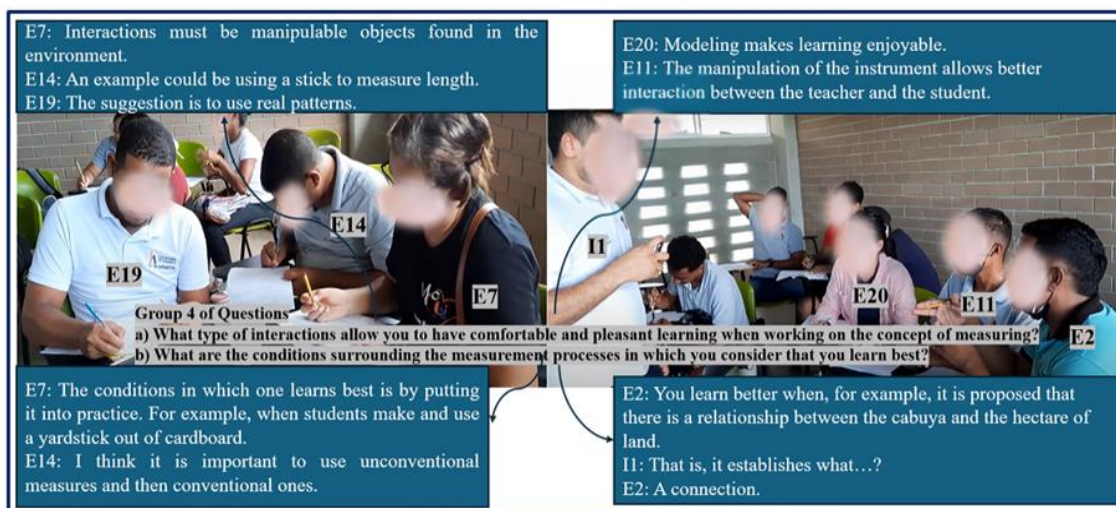 E7: Interactions must be manipulable objects found in the
environment.
E14: An example could be using a stick to measure length.
E19: The suggestion is to use real patterns.
E20: Modeling makes learning enjoyable.
E11: The manipulation of the instrument allows better
interaction between the teacher and the student.
E19
E14
E7
I1
E20
E11
E2
Group 4 of Questions
a) What type of interactions allow you to have comfortable and pleasant learning when working on the concept of measuring?
b) What are the conditions surrounding the measurement processes in which you consider that you learn best?
E7: The conditions in which one learns best is by putting
it into practice. For example, when students make and use
a yardstick out of cardboard.
E14: I think it is important to use unconventional
measures and then conventional ones.
E2: You learn better when, for example, it is proposed that
there is a relationship between the cabuya and the hectare of
land.
I1: That is, it establishes what…?
E2: A connection.